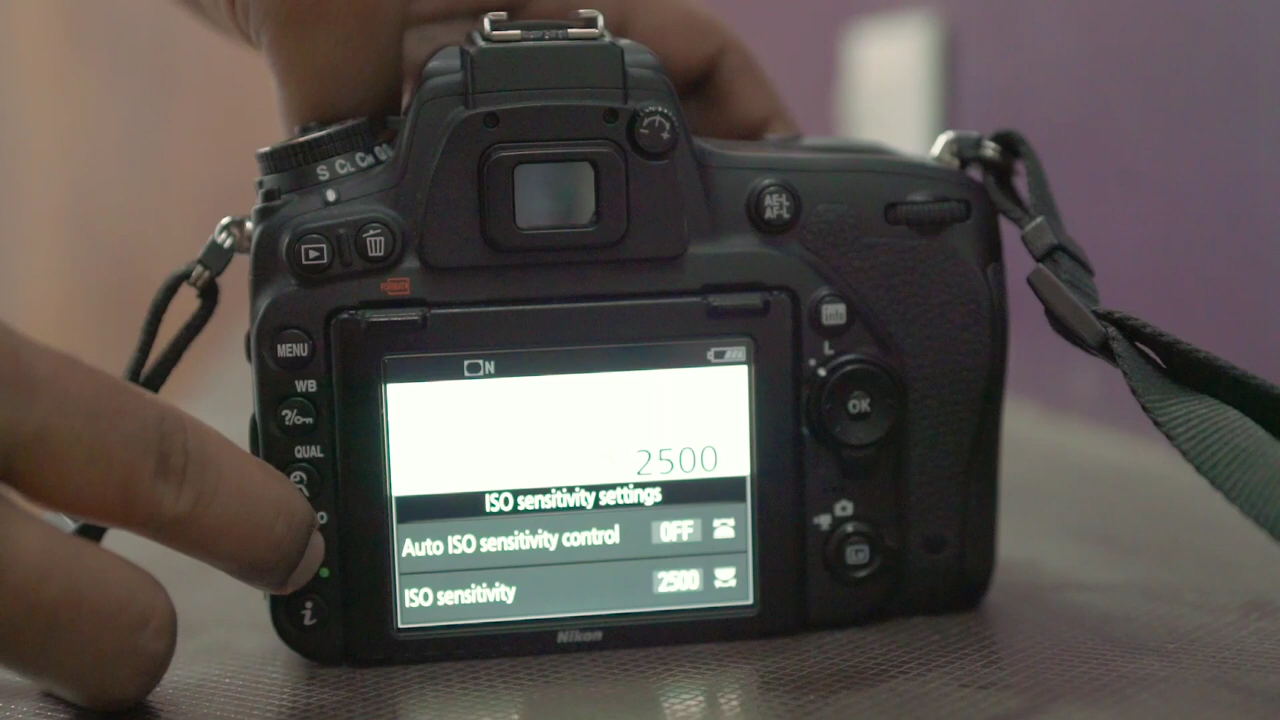 S CL CH
AE-L
AF-L
FORMAT
info
MENU
L
WB
N
?/
OK
2500
QUAL
ISO sensitivity settings
Auto ISO sensitivity control OFF
ISO sensitivity 2500
i
Nikon